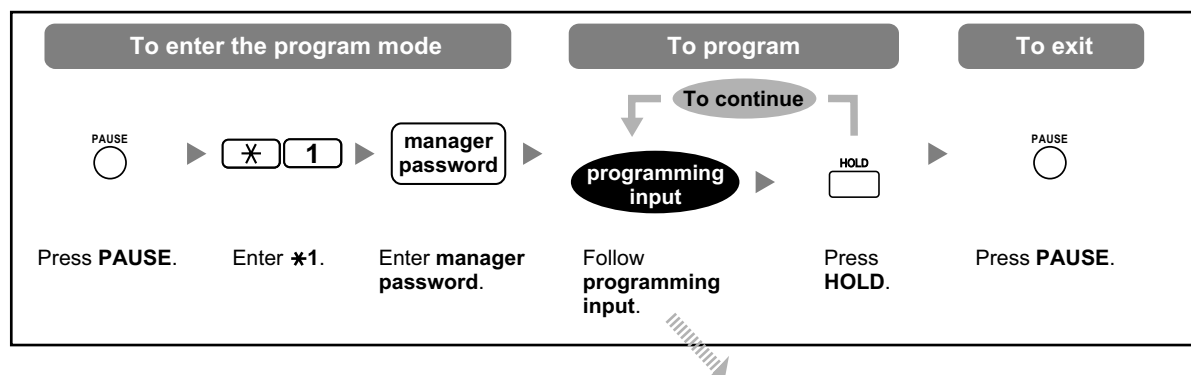 To enter the program mode
To program
To exit
To continue
PAUSE
* 1
manager
password
programming
input
HOLD
PAUSE
Press PAUSE.
Enter *1.
Enter manager
password.
Follow
programming
input.
Press
HOLD.
Press PAUSE.